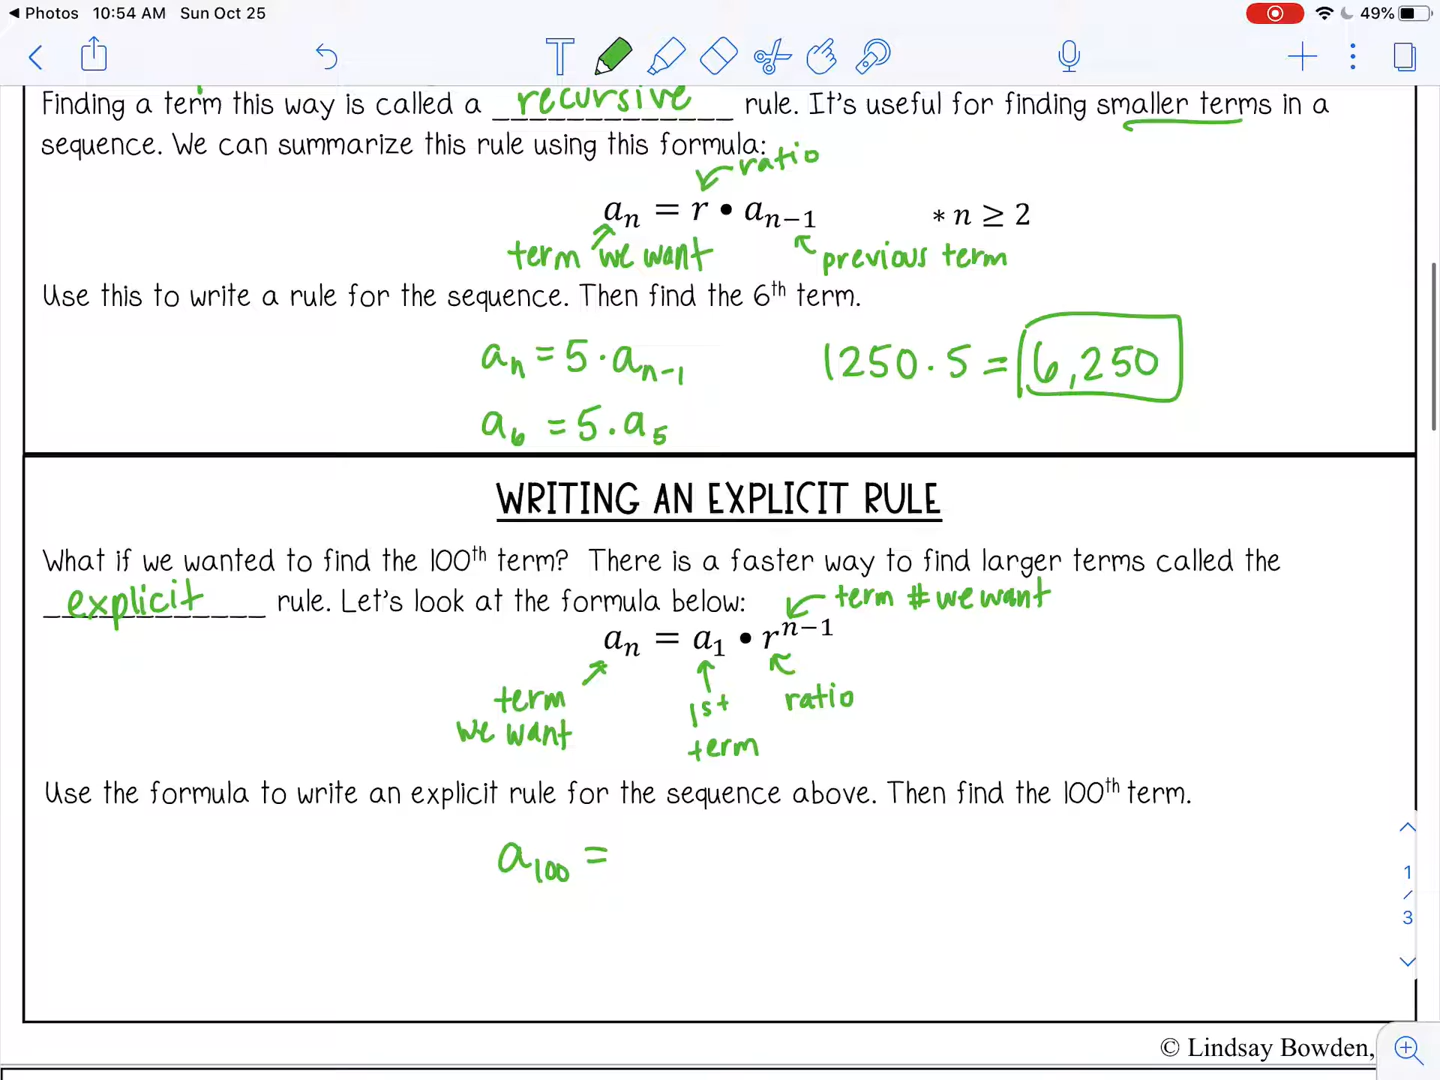 Photos 10:54 AM Sun Oct 25 49%
T
Finding a term this way is called a recursive rule. It's useful for finding smaller terms in a
sequence. We can summarize this rule using this formula:
ratio
aₙ = r • aₙ₋₁ *n ≥ 2
term we want previous term
Use this to write a rule for the sequence. Then find the 6ᵗʰ term.
aₙ = 5 · aₙ₋₁ 1250 · 5 = 6,250
a₆ = 5 · a₅
WRITING AN EXPLICIT RULE
What if we wanted to find the 100ᵗʰ term? There is a faster way to find larger terms called the
explicit rule. Let's look at the formula below:
term # we want
aₙ = a₁ • rⁿ⁻¹
term we want
1st term
ratio
Use the formula to write an explicit rule for the sequence above. Then find the 100ᵗʰ term.
a₁₀₀ =
1
/
3
© Lindsay Bowden,